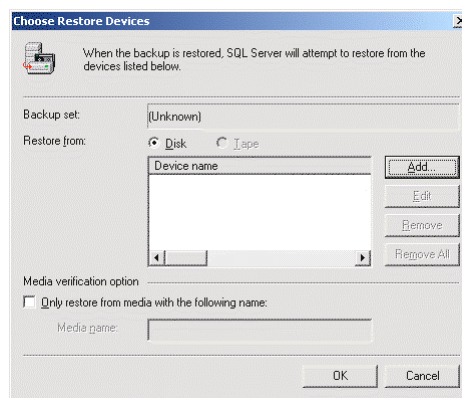 Choose Restore Devices
When the backup is restored, SQL Server will attempt to restore from the
devices listed below.
Backup set:
(Unknown)
Restore from:
Disk
Tape
Device name
Add...
Edit
Remove
Remove All
Media verification option
Only restore from media with the following name:
Media name:
OK
Cancel